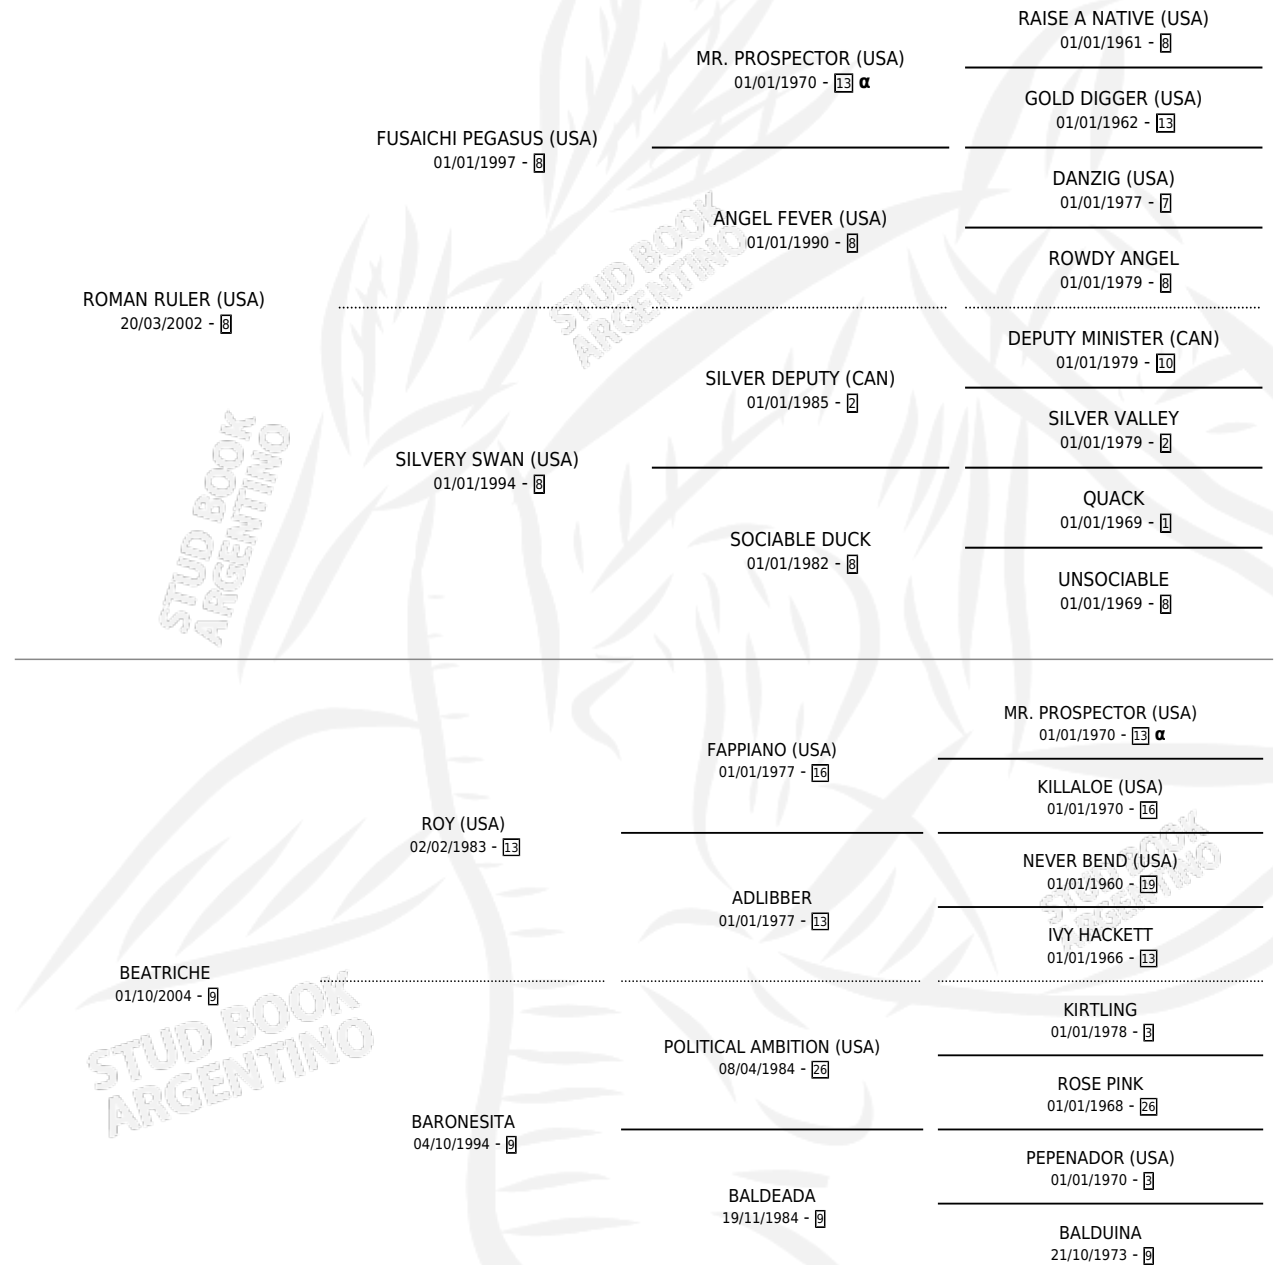 RAISE A NATIVE (USA)
01/01/1961 - 8
MR. PROSPECTOR (USA)
01/01/1970 - 13 α
GOLD DIGGER (USA)
01/01/1962 - 13
FUSAICHI PEGASUS (USA)
01/01/1997 - 8
DANZIG (USA)
01/01/1977 - 7
ANGEL FEVER (USA)
01/01/1990 - 8
ROWDY ANGEL
01/01/1979 - 8
STUD BOOK
ARGENTINO
ROMAN RULER (USA)
20/03/2002 - 8
DEPUTY MINISTER (CAN)
01/01/1979 - 10
SILVER DEPUTY (CAN)
01/01/1985 - 2
SILVER VALLEY
01/01/1979 - 2
SILVERY SWAN (USA)
01/01/1994 - 8
QUACK
01/01/1969 - 1
SOCIABLE DUCK
01/01/1982 - 8
UNSOCIABLE
01/01/1969 - 8
STUD BOOK
ARGENTINO
MR. PROSPECTOR (USA)
01/01/1970 - 13 α
FAPPIANO (USA)
01/01/1977 - 16
KILLALOE (USA)
01/01/1970 - 16
ROY (USA)
02/02/1983 - 13
NEVER BEND (USA)
01/01/1960 - 19
ADLIBBER
01/01/1977 - 13
IVY HACKETT
01/01/1966 - 13
STUD BOOK
ARGENTINO
BEATRICHE
01/10/2004 - 9
KIRTLING
01/01/1978 - 3
POLITICAL AMBITION (USA)
08/04/1984 - 26
ROSE PINK
01/01/1968 - 26
STUD BOOK
ARGENTINO
BARONESITA
04/10/1994 - 9
PEPENADOR (USA)
01/01/1970 - 3
BALDEADA
19/11/1984 - 9
BALDUINA
21/10/1973 - 9